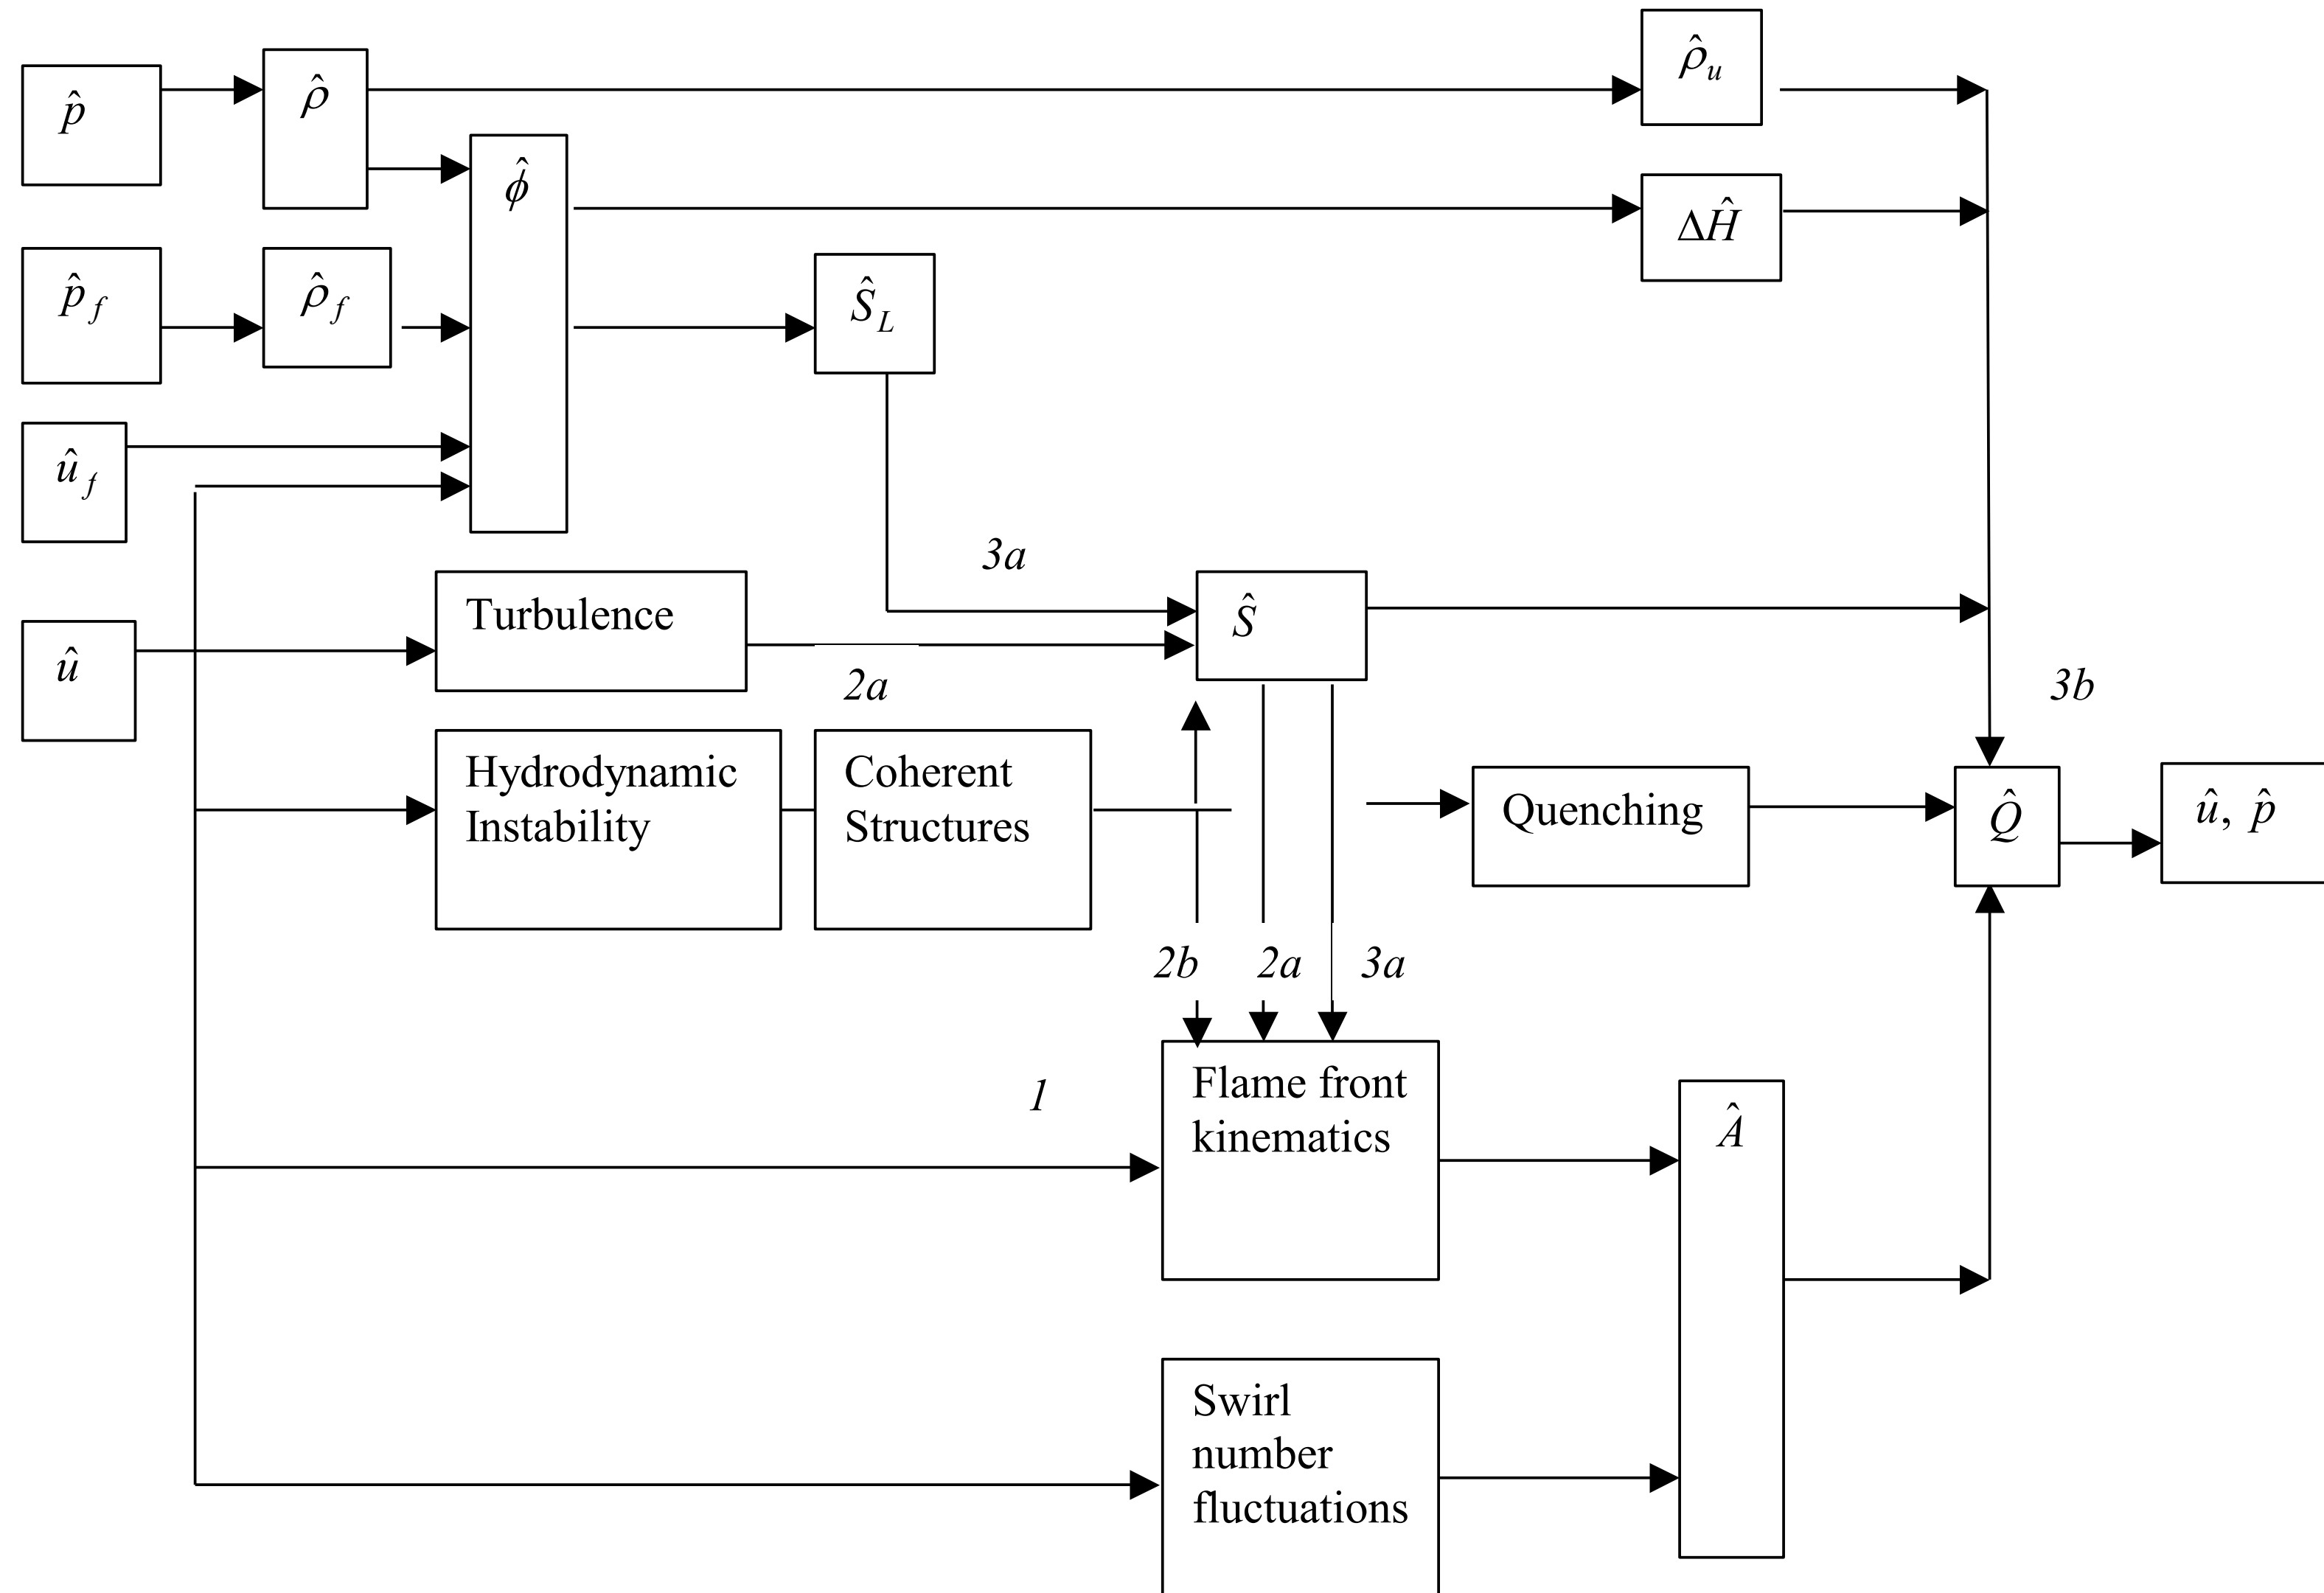 p̂
ρ̂
ρ̂u
ϕ̂
ΔĤ
p̂f
ρ̂f
ŜL
ûf
3a
Turbulence
Ŝ
û
2a
3b
Hydrodynamic
Instability
Coherent
Structures
Quenching
Q̂
û, p̂
2b
2a
3a
1
Flame front
kinematics
Â
Swirl
number
fluctuations